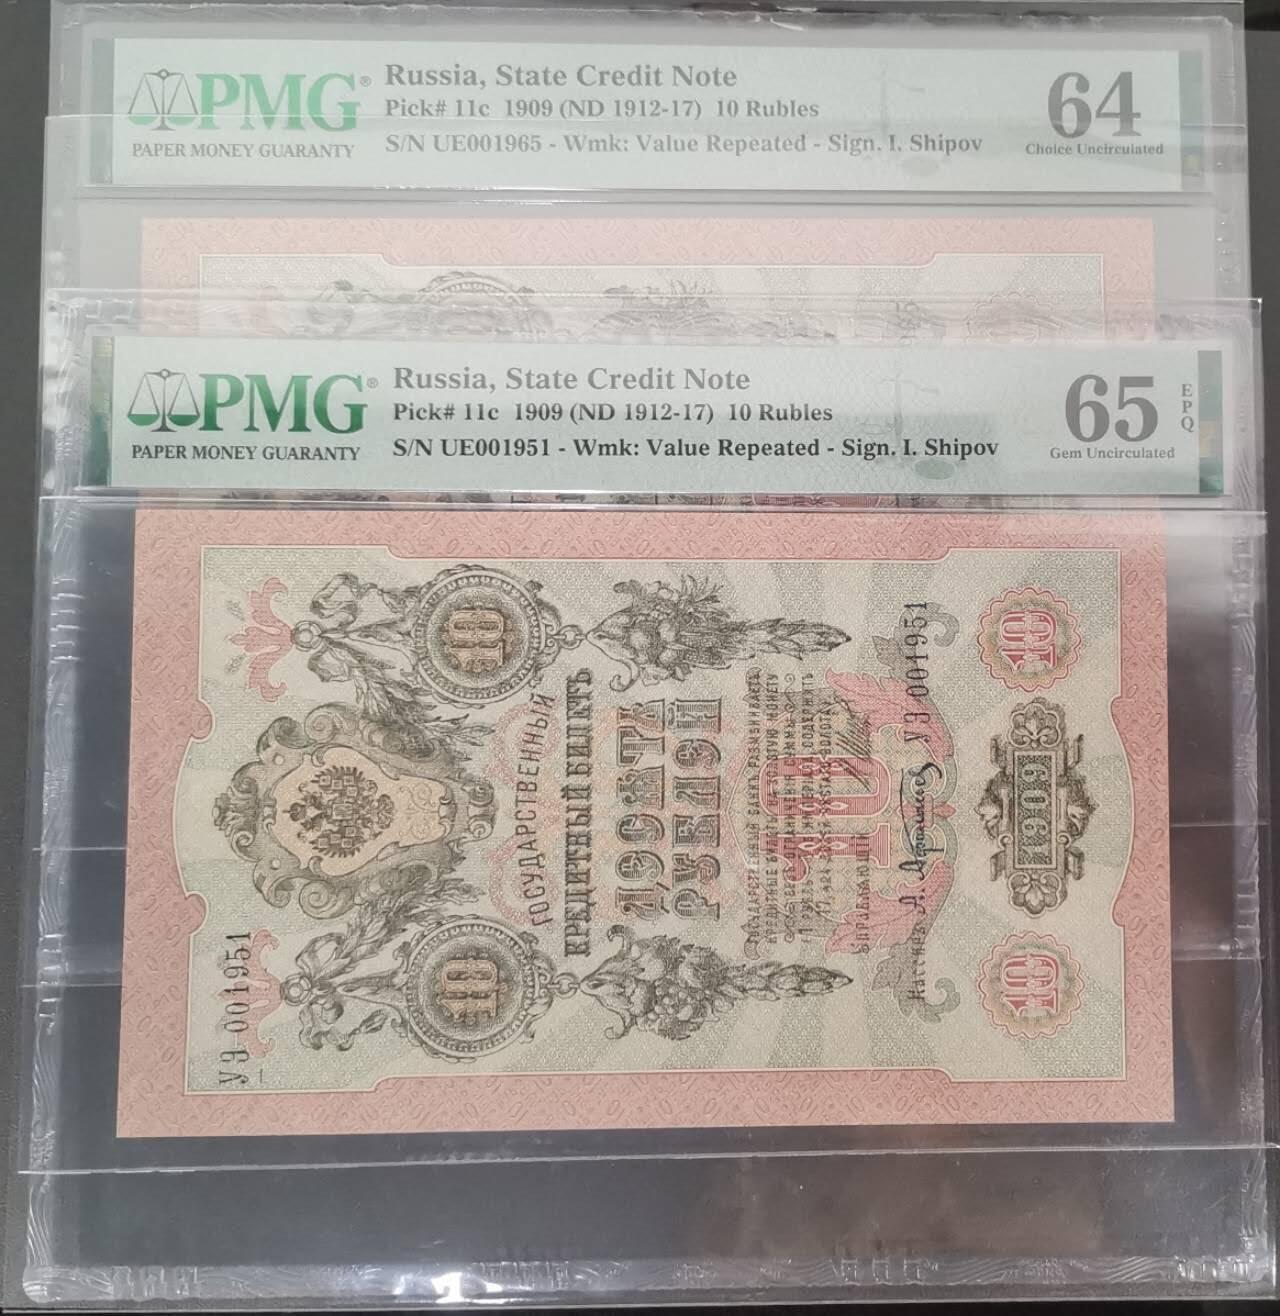 PMG®
PAPER MONEY GUARANTY
Russia, State Credit Note
Pick# 11c 1909 (ND 1912-17) 10 Rubles
S/N UE001965 - Wmk: Value Repeated - Sign. I. Shipov
64
Choice Uncirculated
PMG®
PAPER MONEY GUARANTY
Russia, State Credit Note
Pick# 11c 1909 (ND 1912-17) 10 Rubles
S/N UE001951 - Wmk: Value Repeated - Sign. I. Shipov
65
EPQ
Gem Uncirculated
УЭ 001951
10
10
ГОСУДАРСТВЕННЫЙ
КРЕДИТНЫЙ БИЛЕТЪ
ДЕСЯТЬ
РУБЛЕЙ
10
УПРАВЛЯЮЩІЙ
Кассиръ
УЭ 001951
10
1909
10